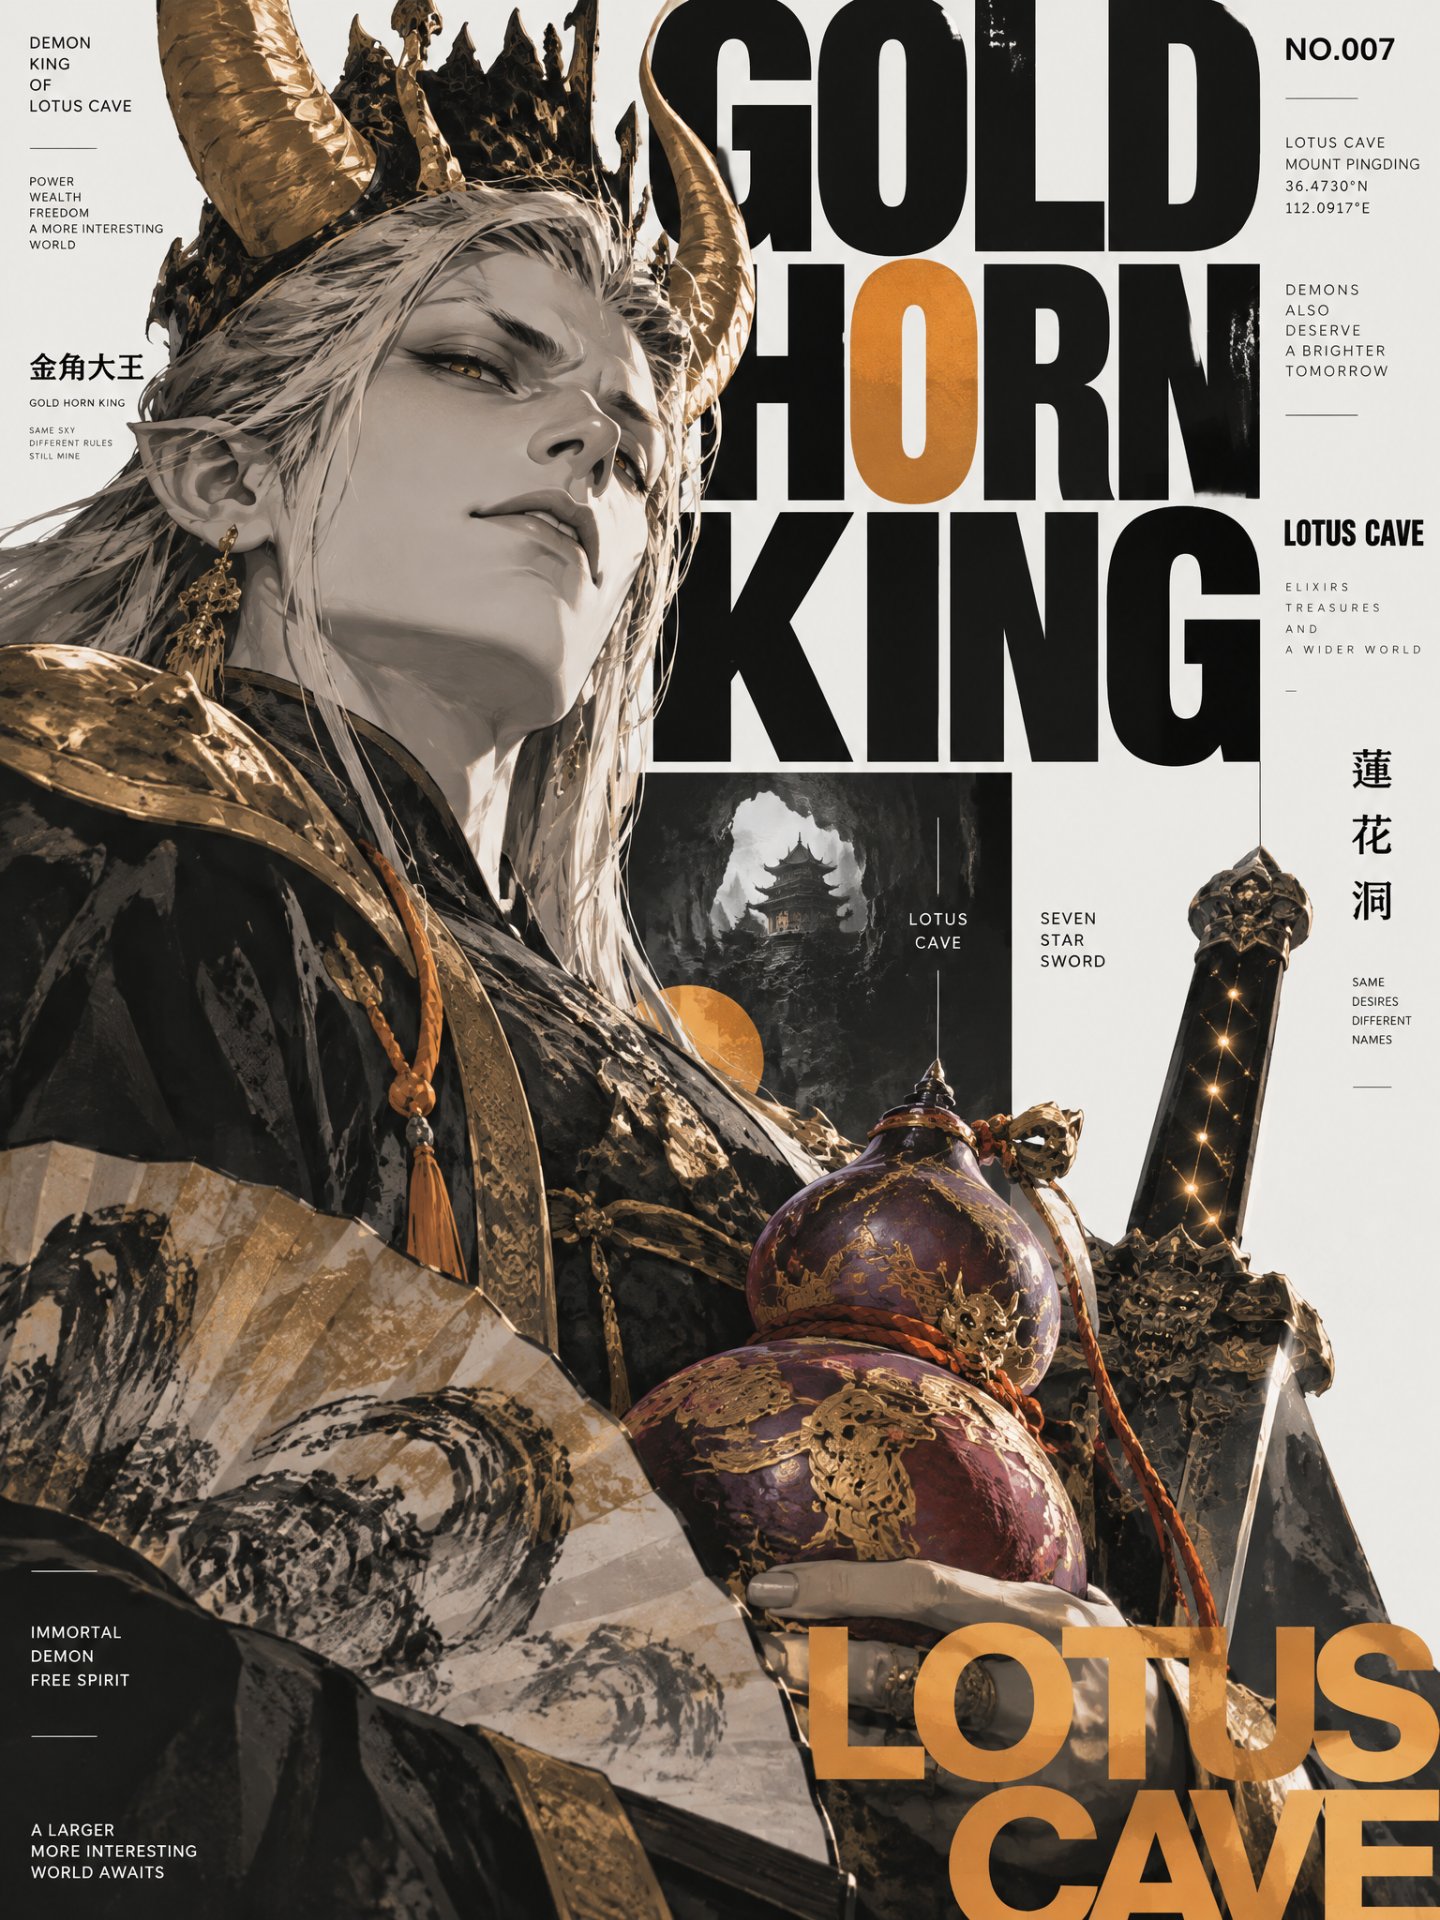 DEMON
KING
OF
LOTUS CAVE
POWER
WEALTH
FREEDOM
A MORE INTERESTING
WORLD
金角大王
GOLD HORN KING
SAME SKY
DIFFERENT RULES
STILL MINE
GOLD
HORN
KING
NO.007
LOTUS CAVE
MOUNT PINGDING
36.4730°N
112.0917°E
DEMONS
ALSO
DESERVE
A BRIGHTER
TOMORROW
LOTUS CAVE
ELIXIRS
TREASURES
AND
A WIDER WORLD
蓮花洞
SAME
DESIRES
DIFFERENT
NAMES
LOTUS
CAVE
SEVEN
STAR
SWORD
IMMORTAL
DEMON
FREE SPIRIT
A LARGER
MORE INTERESTING
WORLD AWAITS
LOTUS
CAVE